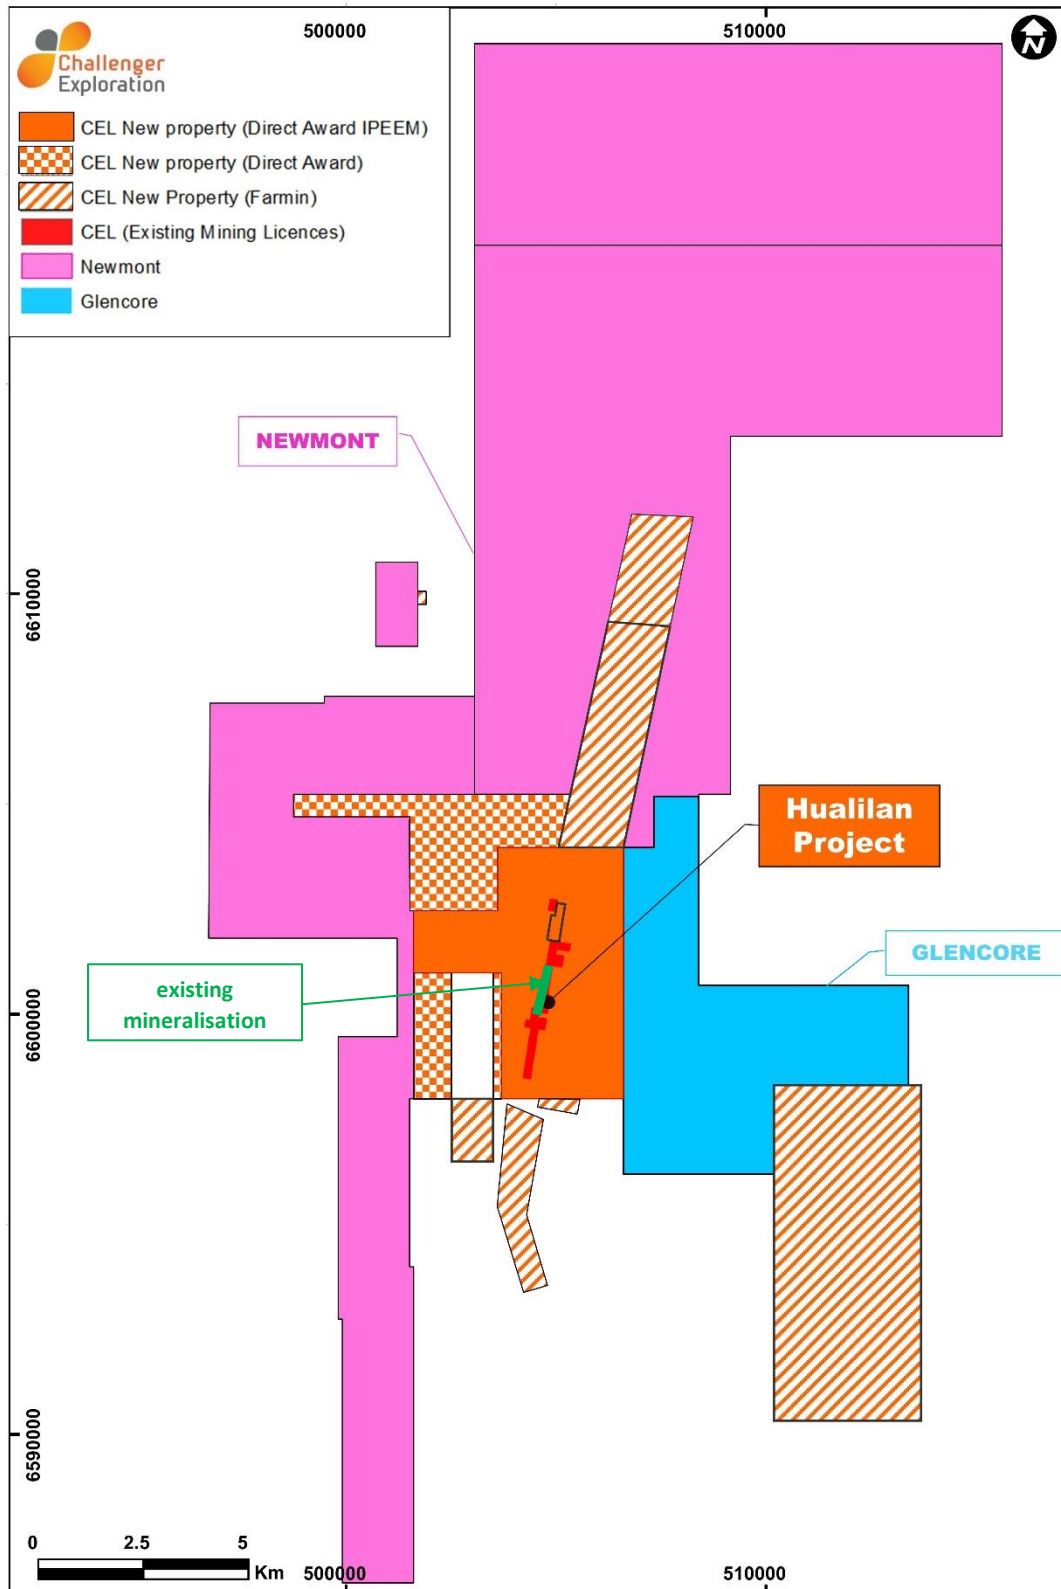 500000
510000
N
Challenger
Exploration
CEL New property (Direct Award IPEEM)
CEL New property (Direct Award)
CEL New Property (Farmin)
CEL (Existing Mining Licences)
Newmont
Glencore
NEWMONT
6610000
Hualilan
Project
GLENCORE
existing
mineralisation
6600000
6590000
0 2.5 5
Km
500000
510000